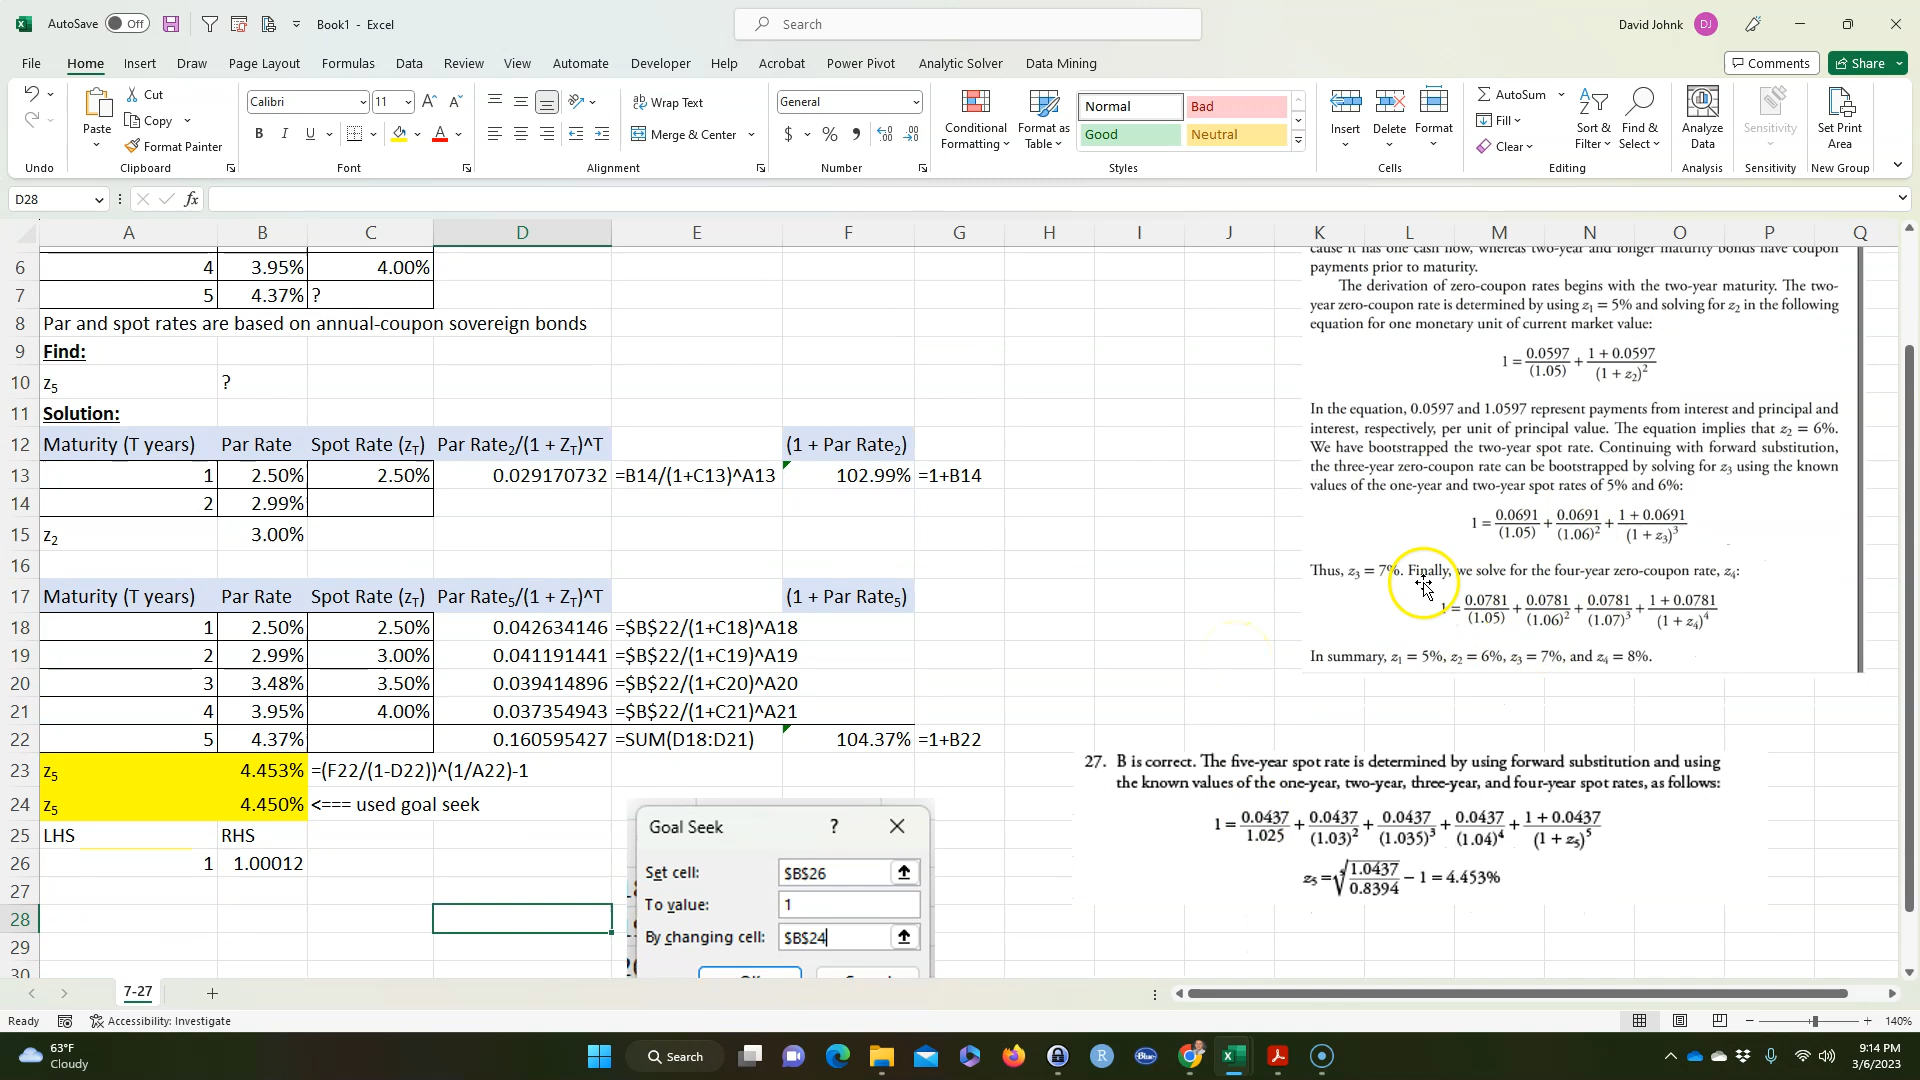 AutoSave Off Book1 - Excel Search David Johnk DJ
File Home Insert Draw Page Layout Formulas Data Review View Automate Developer Help Acrobat Power Pivot Analytic Solver Data Mining Comments Share
Paste Cut Copy Format Painter
Calibri 11 B I U
Wrap Text Merge & Center
General $ % ,
Conditional Formatting Format as Table Normal Bad Good Neutral
Insert Delete Format
AutoSum Fill Clear Sort & Filter Find & Select
Analyze Data Sensitivity Set Print Area
Undo Clipboard Font Alignment Number Styles Cells Editing Analysis Sensitivity New Group
D28 fx
A B C D E F G H I J K L M N O P Q
6 4 3.95% 4.00%
7 5 4.37% ?
8 Par and spot rates are based on annual-coupon sovereign bonds
9 Find:
10 z5 ?
11 Solution:
12 Maturity (T years) Par Rate Spot Rate (zT) Par Rate2/(1 + ZT)^T (1 + Par Rate2)
13 1 2.50% 2.50% 0.029170732 =B14/(1+C13)^A13 102.99% =1+B14
14 2 2.99%
15 z2 3.00%
16
17 Maturity (T years) Par Rate Spot Rate (zT) Par Rate5/(1 + ZT)^T (1 + Par Rate5)
18 1 2.50% 2.50% 0.042634146 =$B$22/(1+C18)^A18
19 2 2.99% 3.00% 0.041191441 =$B$22/(1+C19)^A19
20 3 3.48% 3.50% 0.039414896 =$B$22/(1+C20)^A20
21 4 3.95% 4.00% 0.037354943 =$B$22/(1+C21)^A21
22 5 4.37% 0.160595427 =SUM(D18:D21) 104.37% =1+B22
23 z5 4.453% =(F22/(1-D22))^(1/A22)-1
24 z5 4.450% <=== used goal seek
25 LHS RHS
26 1 1.00012
27
28
29
30
Goal Seek ?
Set cell: $B$26
To value: 1
By changing cell: $B$24
cause it has one cash flow, whereas two-year and longer maturity bonds have coupon
payments prior to maturity.
The derivation of zero-coupon rates begins with the two-year maturity. The two-
year zero-coupon rate is determined by using z1 = 5% and solving for z2 in the following
equation for one monetary unit of current market value:
1 = 0.0597/(1.05) + 1 + 0.0597/(1 + z2)^2
In the equation, 0.0597 and 1.0597 represent payments from interest and principal and
interest, respectively, per unit of principal value. The equation implies that z2 = 6%.
We have bootstrapped the two-year spot rate. Continuing with forward substitution,
the three-year zero-coupon rate can be bootstrapped by solving for z3 using the known
values of the one-year and two-year spot rates of 5% and 6%:
1 = 0.0691/(1.05) + 0.0691/(1.06)^2 + 1 + 0.0691/(1 + z3)^3
Thus, z3 = 7%. Finally, we solve for the four-year zero-coupon rate, z4:
1 = 0.0781/(1.05) + 0.0781/(1.06)^2 + 0.0781/(1.07)^3 + 1 + 0.0781/(1 + z4)^4
In summary, z1 = 5%, z2 = 6%, z3 = 7%, and z4 = 8%.
27. B is correct. The five-year spot rate is determined by using forward substitution and using
the known values of the one-year, two-year, three-year, and four-year spot rates, as follows:
1 = 0.0437/1.025 + 0.0437/(1.03)^2 + 0.0437/(1.035)^3 + 0.0437/(1.04)^4 + 1 + 0.0437/(1 + z5)^5
z5 = 5√(1.0437/0.8394) − 1 = 4.453%
7-27
Ready Accessibility: Investigate 140%
63°F
Cloudy
Search
Blue
R
9:14 PM
3/6/2023